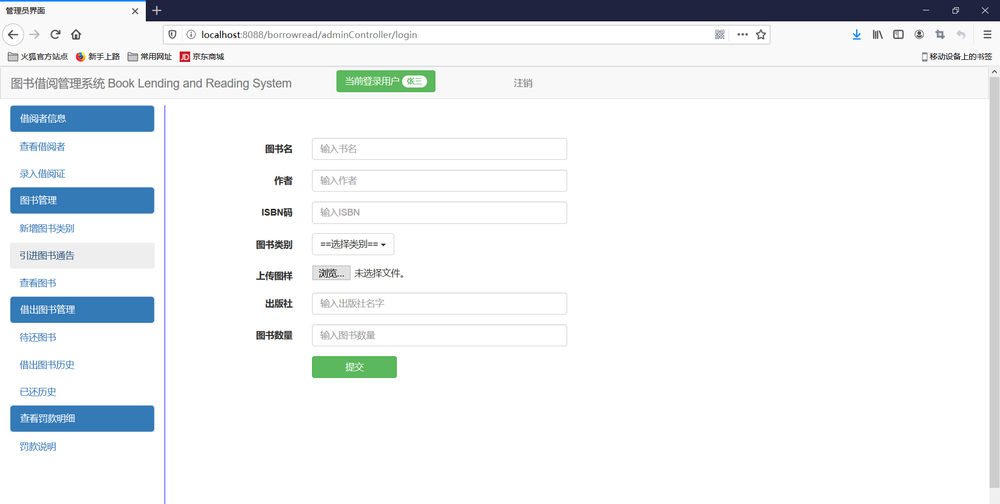 管理员界面
localhost:8088/borrowread/adminController/login
火狐官方站点 新手上路 常用网址 JD 京东商城 移动设备上的书签
图书借阅管理系统 Book Lending and Reading System 当前登录用户 张三 注销
借阅者信息
查看借阅者
录入借阅证
图书管理
新增图书类别
引进图书通告
查看图书
借出图书管理
待还图书
借出图书历史
已还历史
查看罚款明细
罚款说明
图书名 输入书名
作者 输入作者
ISBN码 输入ISBN
图书类别 ==选择类别==
上传图样 浏览... 未选择文件。
出版社 输入出版社名字
图书数量 输入图书数量
提交